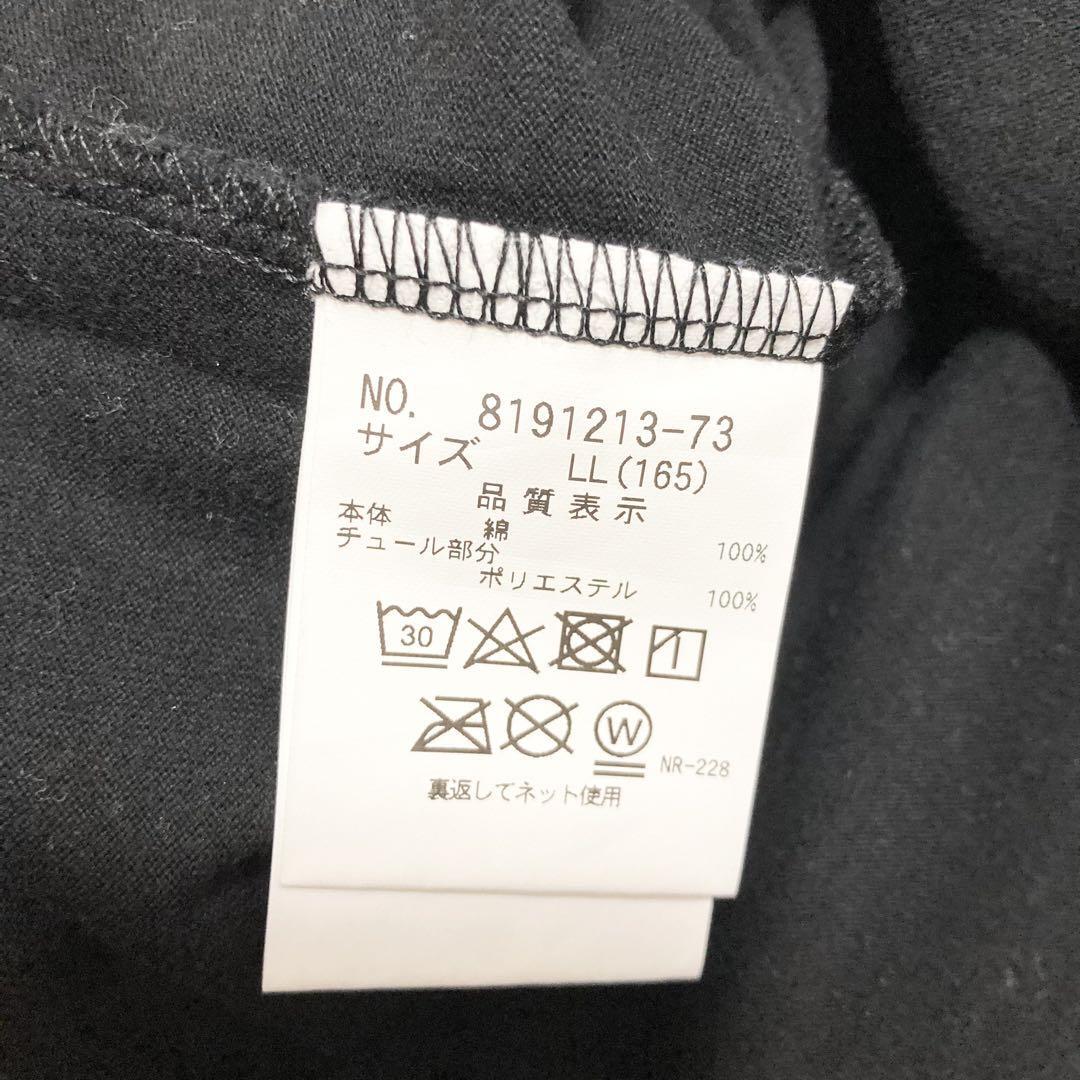 NO. 8191213-73
サイズ LL(165)
品質表示
本体 綿 100%
チュール部分
ポリエステル 100%
30
W NR-228
裏返してネット使用